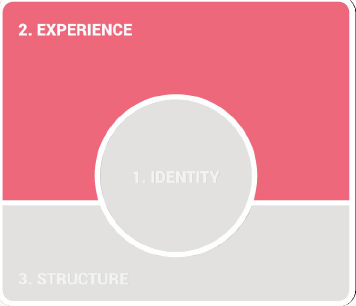 2. EXPERIENCE
1. IDENTITY
3. STRUCTURE